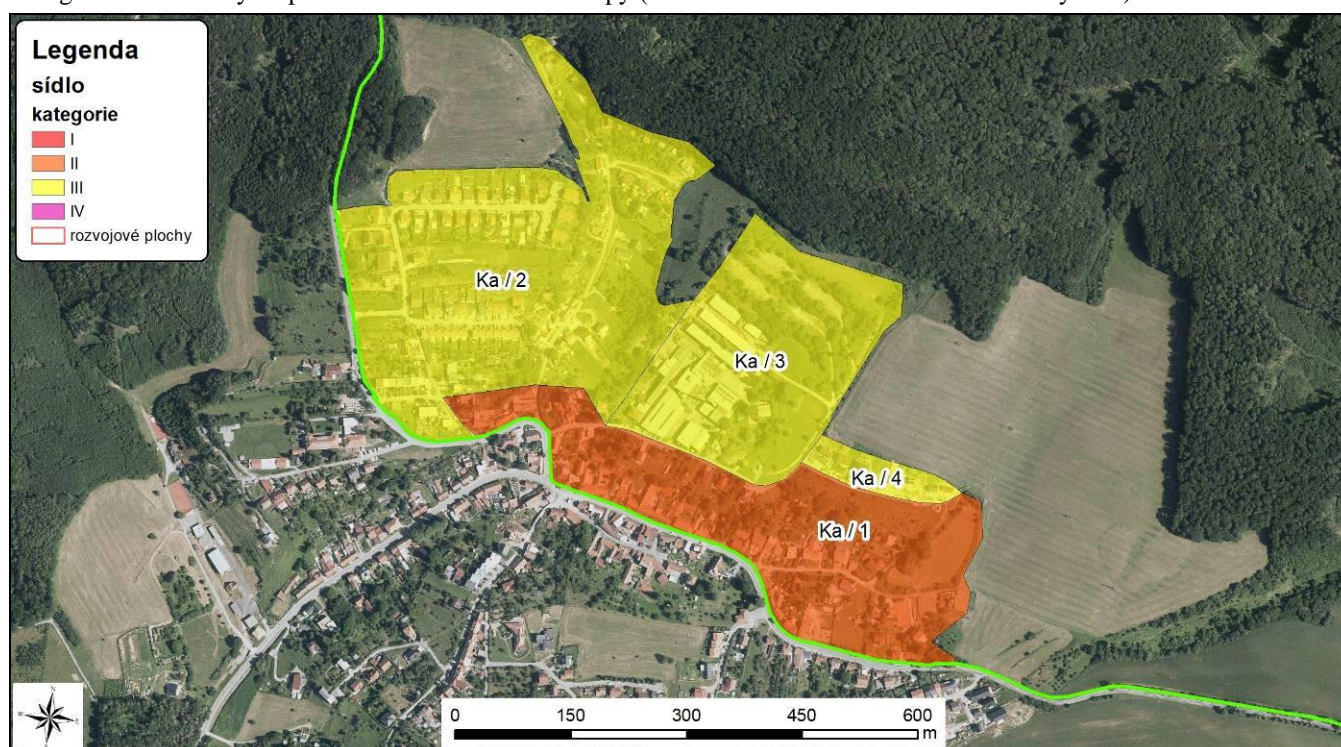 Legenda
sídlo
kategorie
I
II
III
IV
rozvojové plochy
Ka / 2
Ka / 3
Ka / 4
Ka / 1
0 150 300 450 600
m
N